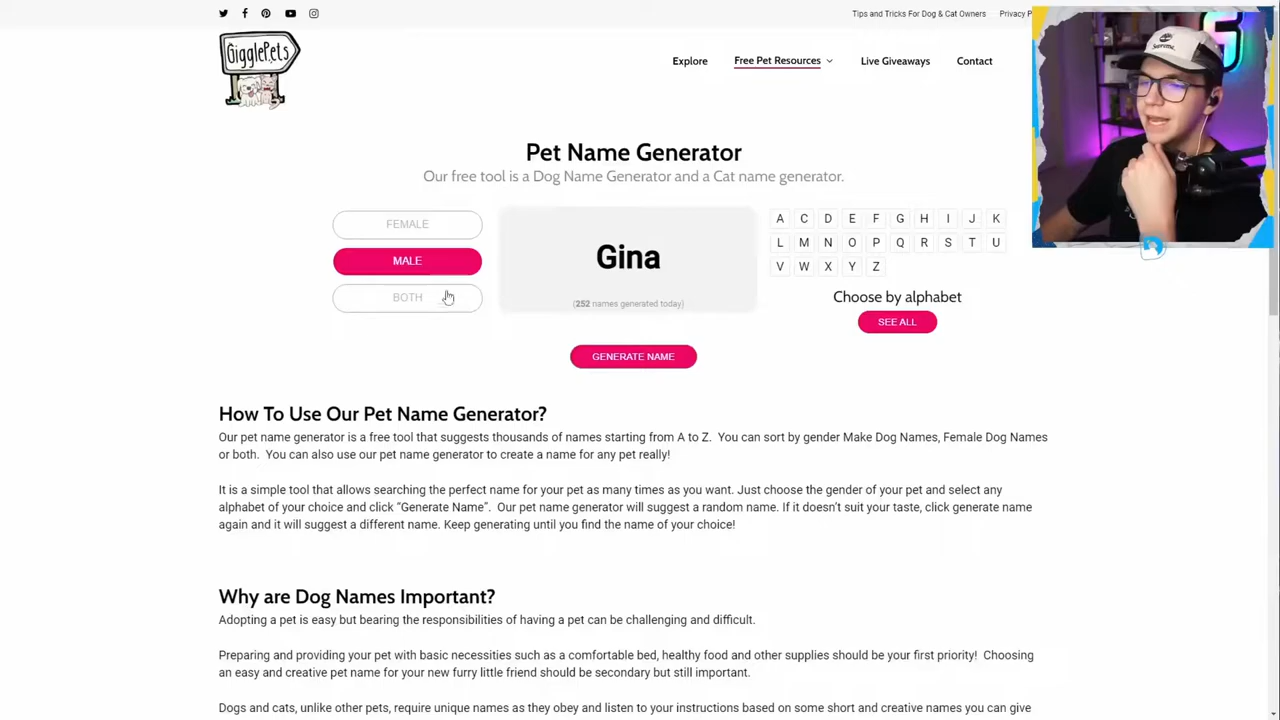 Tips and Tricks For Dog & Cat Owners
Privacy P
GigglePets
Explore
Free Pet Resources
Live Giveaways
Contact
Supreme
Pet Name Generator
Our free tool is a Dog Name Generator and a Cat name generator.
FEMALE
MALE
BOTH
Gina
(252 names generated today)
A C D E F G H I J K
L M N O P Q R S T U
V W X Y Z
Choose by alphabet
SEE ALL
GENERATE NAME
How To Use Our Pet Name Generator?
Our pet name generator is a free tool that suggests thousands of names starting from A to Z. You can sort by gender Make Dog Names, Female Dog Names
or both. You can also use our pet name generator to create a name for any pet really!
It is a simple tool that allows searching the perfect name for your pet as many times as you want. Just choose the gender of your pet and select any
alphabet of your choice and click “Generate Name”. Our pet name generator will suggest a random name. If it doesn’t suit your taste, click generate name
again and it will suggest a different name. Keep generating until you find the name of your choice!
Why are Dog Names Important?
Adopting a pet is easy but bearing the responsibilities of having a pet can be challenging and difficult.
Preparing and providing your pet with basic necessities such as a comfortable bed, healthy food and other supplies should be your first priority! Choosing
an easy and creative pet name for your new furry little friend should be secondary but still important.
Dogs and cats, unlike other pets, require unique names as they obey and listen to your instructions based on some short and creative names you can give